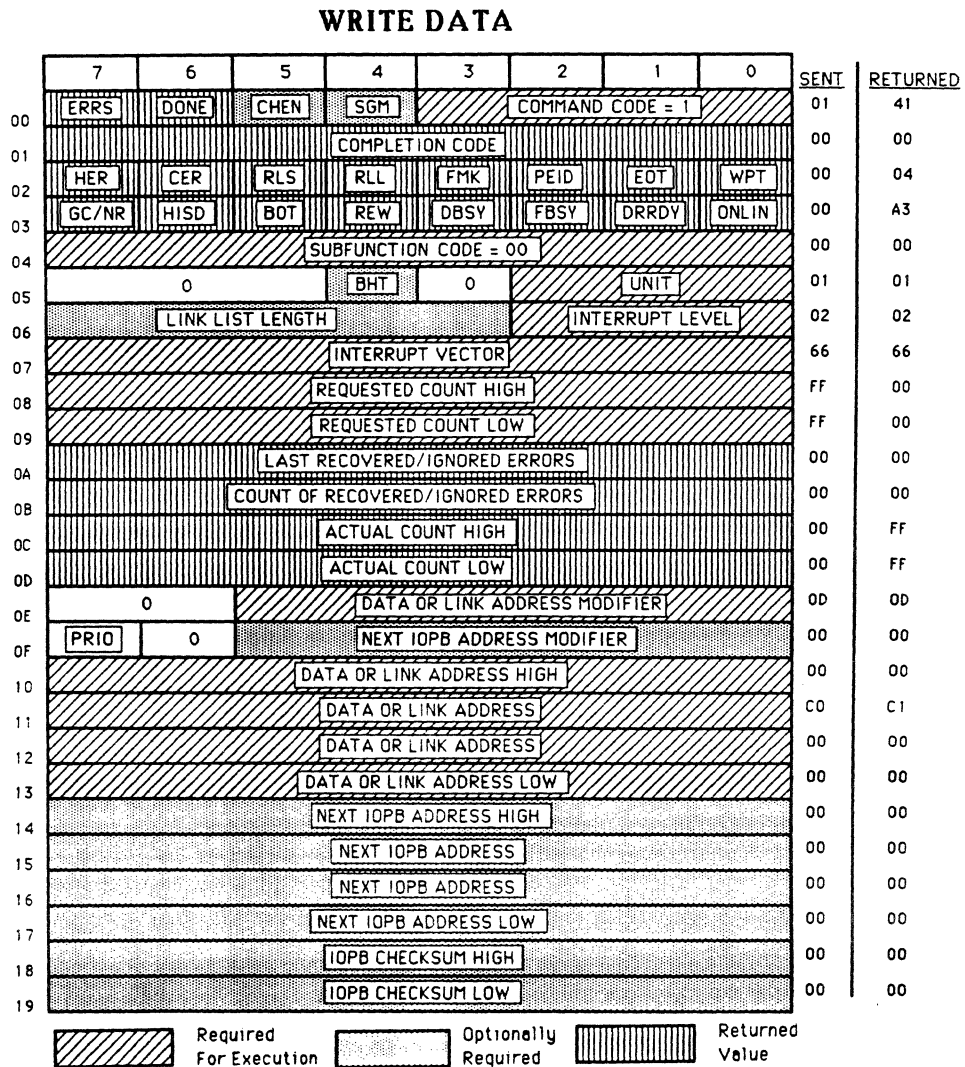 WRITE DATA
7 6 5 4 3 2 1 0 SENT RETURNED
00 ERRS DONE CHEN SGM COMMAND CODE = 1 01 41
01 COMPLETION CODE 00 00
02 HER CER RLS RLL FMK PEID EOT WPT 00 04
03 GC/NR HISD BOT REW DBSY FBSY DRRDY ONLIN 00 A3
04 SUBFUNCTION CODE = 00 00 00
05 0 BHT 0 UNIT 01 01
06 LINK LIST LENGTH INTERRUPT LEVEL 02 02
07 INTERRUPT VECTOR 66 66
08 REQUESTED COUNT HIGH FF 00
09 REQUESTED COUNT LOW FF 00
0A LAST RECOVERED/IGNORED ERRORS 00 00
0B COUNT OF RECOVERED/IGNORED ERRORS 00 00
0C ACTUAL COUNT HIGH 00 FF
0D ACTUAL COUNT LOW 00 FF
0E 0 DATA OR LINK ADDRESS MODIFIER 0D 0D
0F PRIO 0 NEXT IOPB ADDRESS MODIFIER 00 00
10 DATA OR LINK ADDRESS HIGH 00 00
11 DATA OR LINK ADDRESS C0 C1
12 DATA OR LINK ADDRESS 00 00
13 DATA OR LINK ADDRESS LOW 00 00
14 NEXT IOPB ADDRESS HIGH 00 00
15 NEXT IOPB ADDRESS 00 00
16 NEXT IOPB ADDRESS 00 00
17 NEXT IOPB ADDRESS LOW 00 00
18 IOPB CHECKSUM HIGH 00 00
19 IOPB CHECKSUM LOW 00 00
Required Optionally Returned
For Execution Required Value